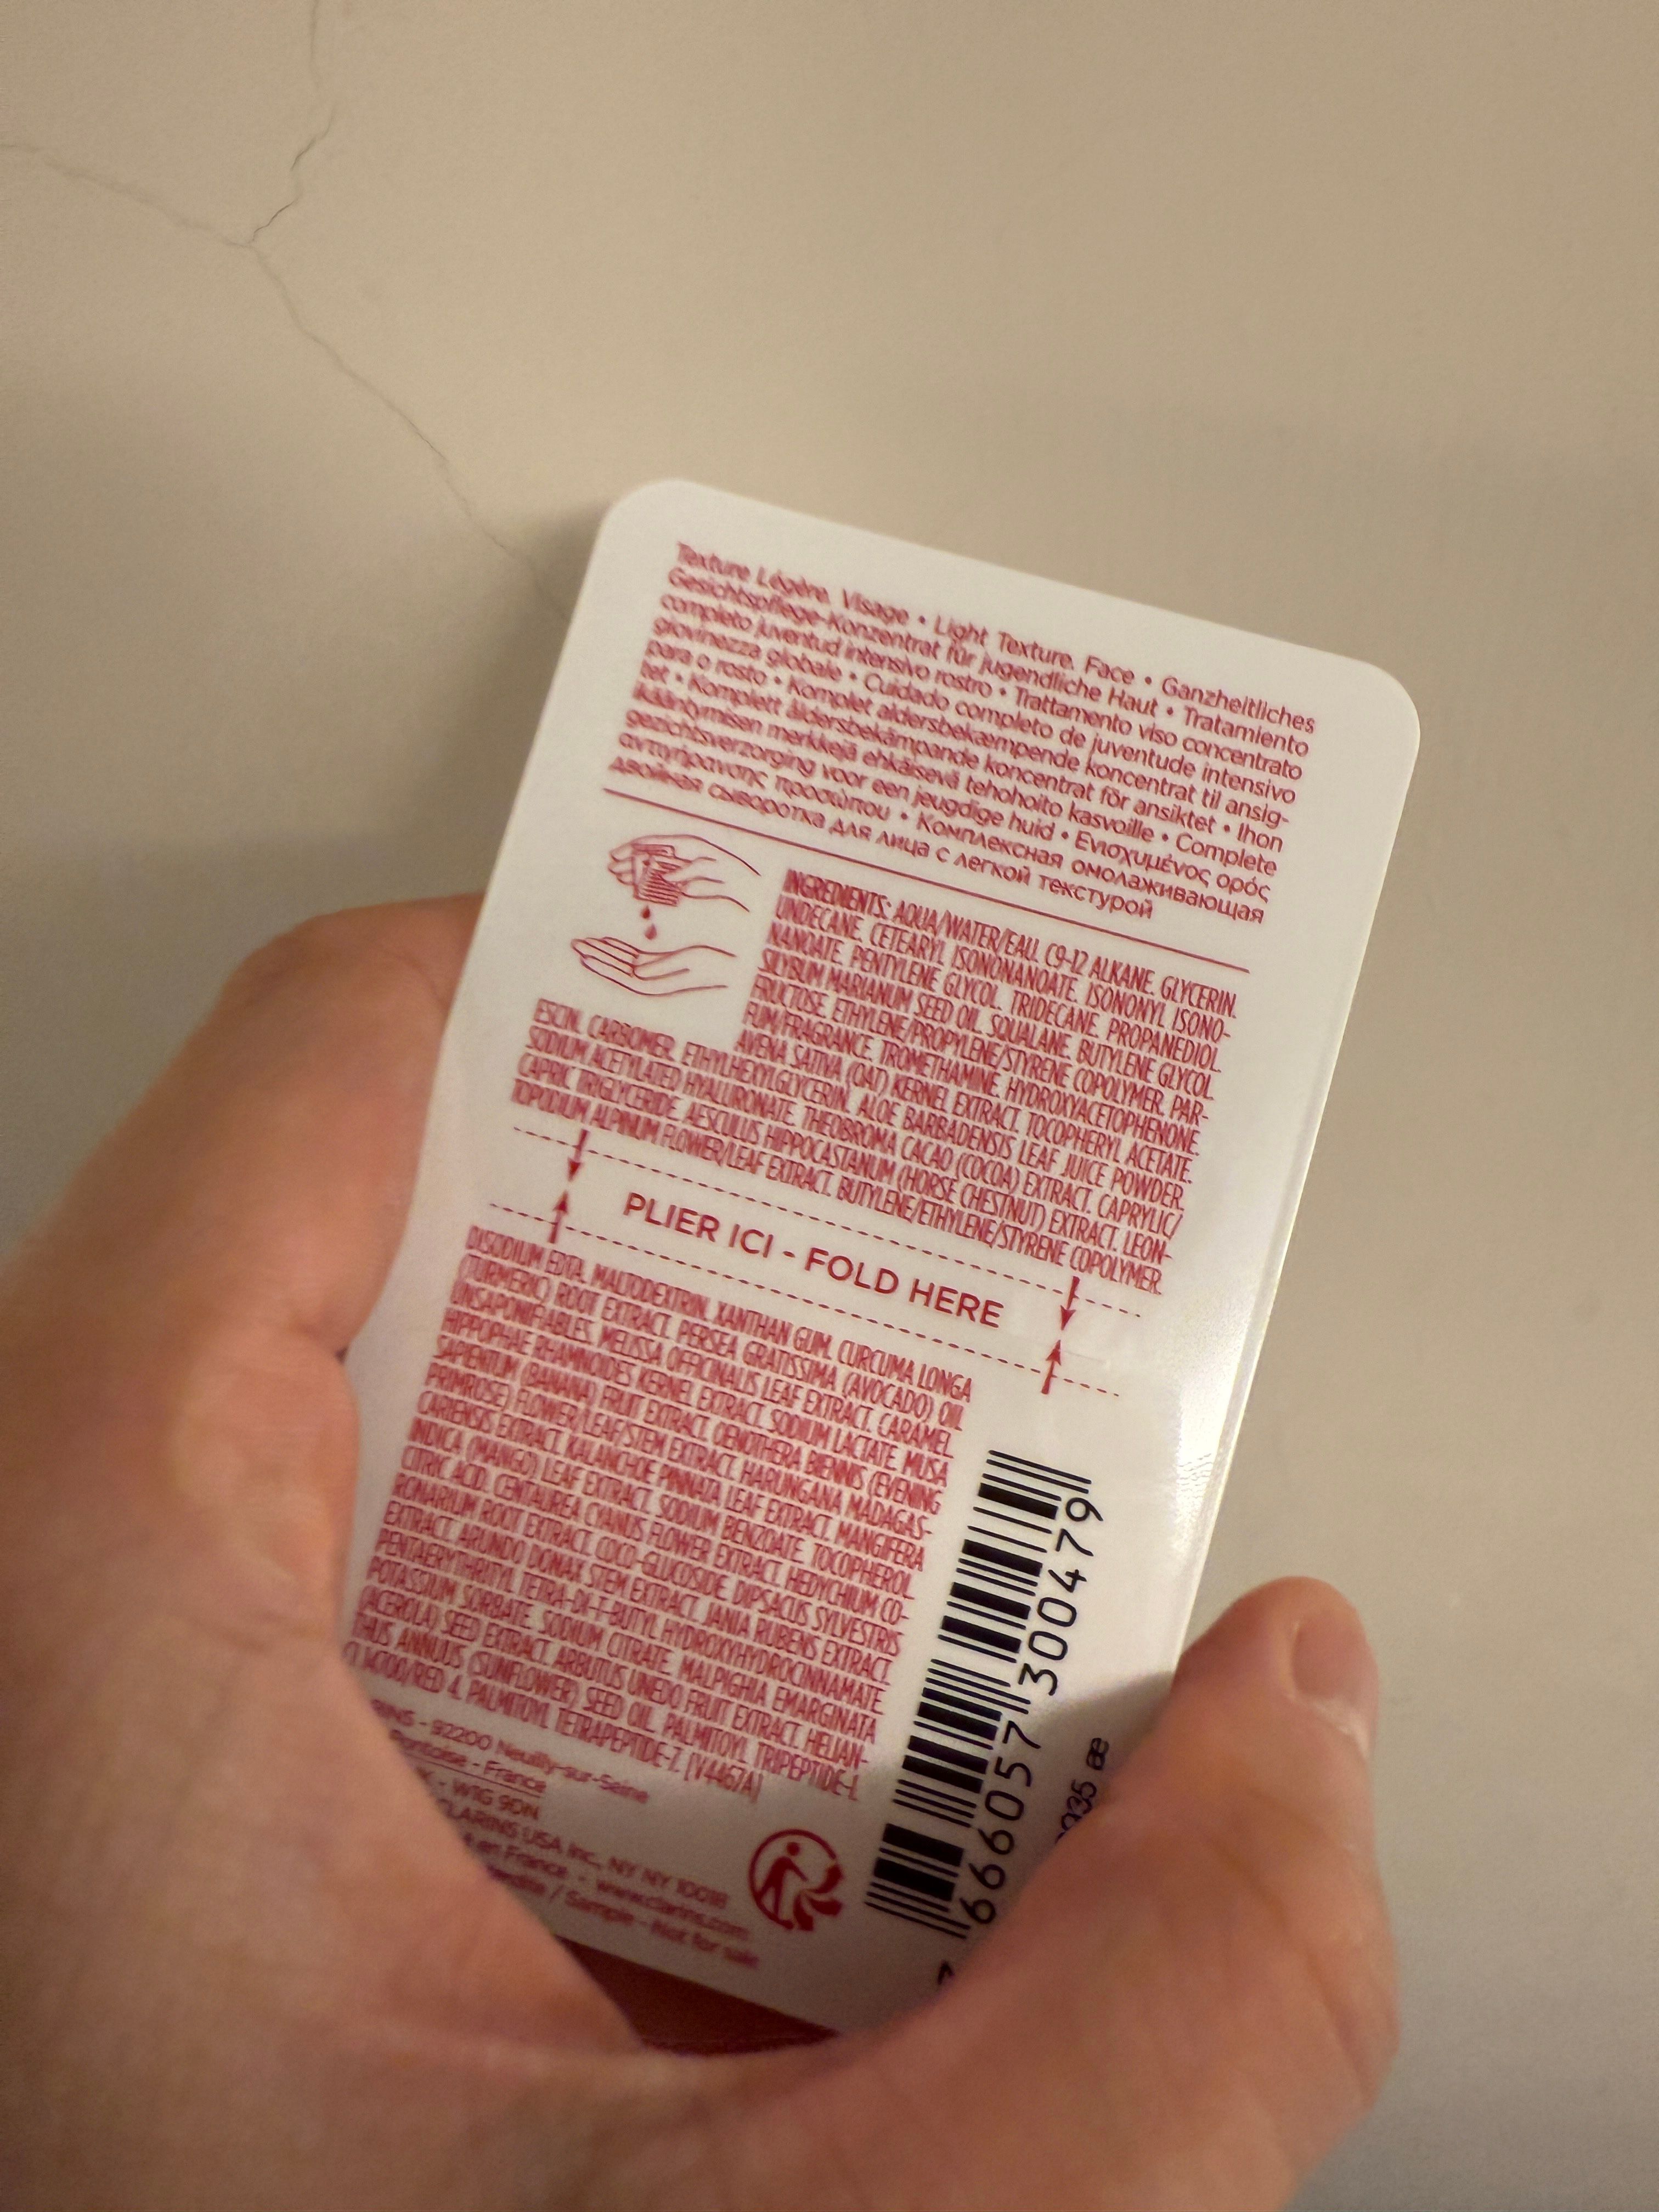 Texture Légère. Visage • Light Texture. Face • Ganzheitliches
Gesichtspflege-Konzentrat für jugendliche Haut • Tratamiento
completo juventud intensivo rostro • Trattamento viso concentrato
giovinezza globale • Cuidado completo de juventude intensivo
para o rosto • Komplet aldersbekæmpende koncentrat til ansig-
tet • Komplett åldersbekämpande koncentrat för ansiktet • Ihon
ikääntymisen merkkejä ehkäisevä tehohoito kasvoille • Complete
gezichtsverzorging voor een jeugdige huid • Ενισχυμένος ορός
αντιγήρανσης προσώπου • Комплексная омолаживающая
двойная сыворотка для лица с легкой текстурой
INGREDIENTS: AQUA/WATER/EAU. C9-12 ALKANE. GLYCERIN.
UNDECANE. CETEARYL ISONONANOATE. ISONONYL ISONO-
NANOATE. PENTYLENE GLYCOL. TRIDECANE. PROPANEDIOL.
SILYBUM MARIANUM SEED OIL. SQUALANE. BUTYLENE GLYCOL.
FRUCTOSE. ETHYLENE/PROPYLENE/STYRENE COPOLYMER. PAR-
FUM/FRAGRANCE. TROMETHAMINE. HYDROXYACETOPHENONE.
AVENA SATIVA (OAT) KERNEL EXTRACT. TOCOPHERYL ACETATE.
ESCIN. CARBOMER. ETHYLHEXYLGLYCERIN. ALOE BARBADENSIS LEAF JUICE POWDER.
SODIUM ACETYLATED HYALURONATE. THEOBROMA CACAO (COCOA) EXTRACT. CAPRYLIC/
CAPRIC TRIGLYCERIDE. AESCULUS HIPPOCASTANUM (HORSE CHESTNUT) EXTRACT. LEON-
TOPODIUM ALPINUM FLOWER/LEAF EXTRACT. BUTYLENE/ETHYLENE/STYRENE COPOLYMER.
PLIER ICI - FOLD HERE
DISODIUM EDTA. MALTODEXTRIN. XANTHAN GUM. CURCUMA LONGA
(TURMERIC) ROOT EXTRACT. PERSEA GRATISSIMA (AVOCADO) OIL
UNSAPONIFIABLES. MELISSA OFFICINALIS LEAF EXTRACT. CARAMEL.
HIPPOPHAE RHAMNOIDES KERNEL EXTRACT. SODIUM LACTATE. MUSA
SAPIENTUM (BANANA) FRUIT EXTRACT. OENOTHERA BIENNIS (EVENING
PRIMROSE) FLOWER/LEAF/STEM EXTRACT. HARUNGANA MADAGAS-
CARIENSIS EXTRACT. KALANCHOE PINNATA LEAF EXTRACT. MANGIFERA
INDICA (MANGO) LEAF EXTRACT. SODIUM BENZOATE. TOCOPHEROL.
CITRIC ACID. CENTAUREA CYANUS FLOWER EXTRACT. HEDYCHIUM CO-
RONARIUM ROOT EXTRACT. COCO-GLUCOSIDE. DIPSACUS SYLVESTRIS
EXTRACT. ARUNDO DONAX STEM EXTRACT. JANIA RUBENS EXTRACT.
PENTAERYTHRITYL TETRA-DI-T-BUTYL HYDROXYHYDROCINNAMATE.
POTASSIUM SORBATE. SODIUM CITRATE. MALPIGHIA EMARGINATA
(ACEROLA) SEED EXTRACT. ARBUTUS UNEDO FRUIT EXTRACT. HELIAN-
THUS ANNUUS (SUNFLOWER) SEED OIL. PALMITOYL TRIPEPTIDE-1.
CI 14700/RED 4. PALMITOYL TETRAPEPTIDE-7. [V4467A]
- 92200 Neuilly-sur-Seine
Pontoise - France
- W1G 9DN
CLARINS USA Inc., NY NY 10018
en France - www.clarins.com
/ Sample - Not for sale
666057 300479